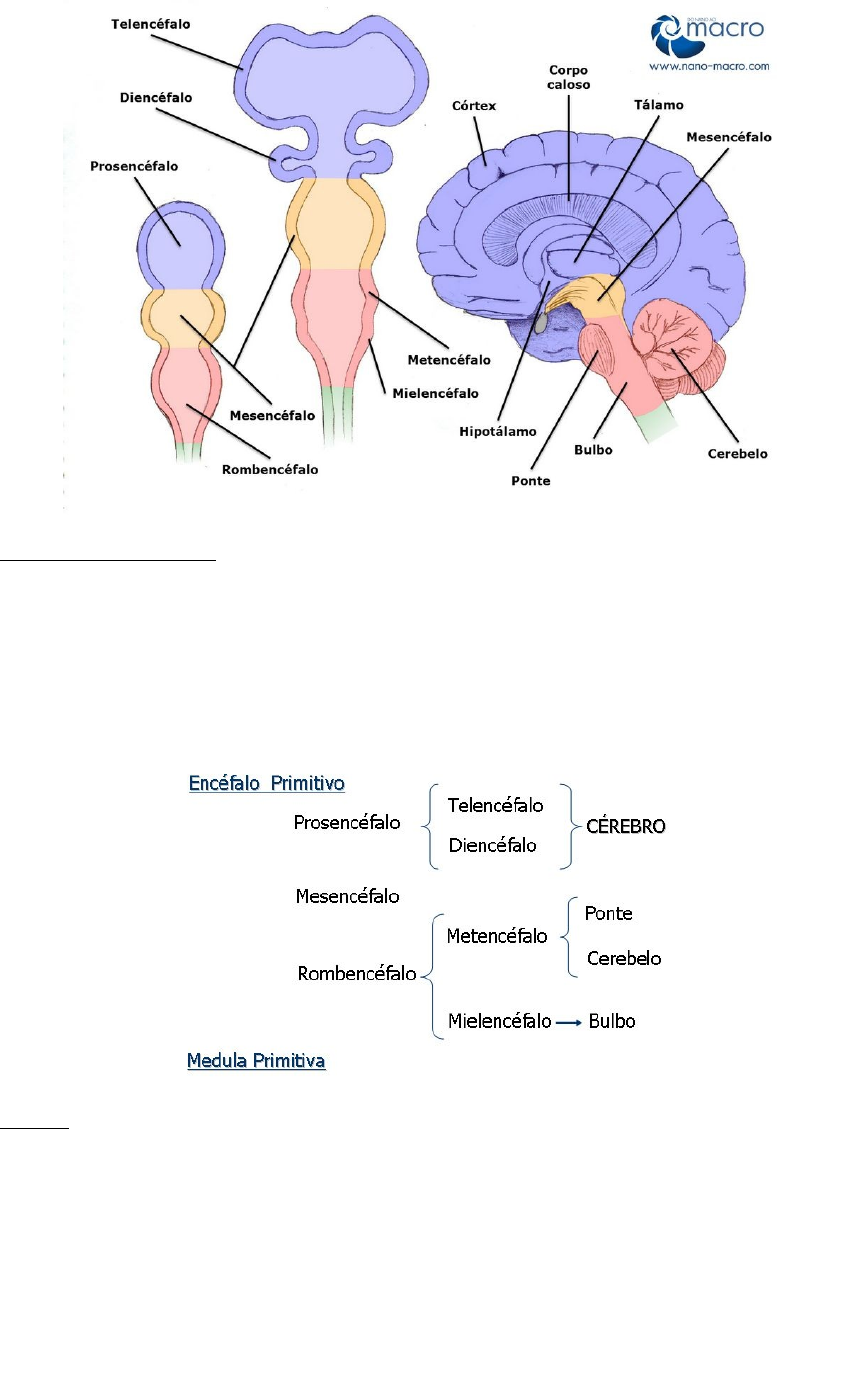 Telencéfalo
macro
www.nano-macro.com
Corpo
caloso
Diencéfalo
Córtex
Tálamo
Mesencéfalo
Prosencéfalo
Metencéfalo
Mielencéfalo
Mesencéfalo
Hipotálamo
Bulbo
Cerebelo
Rombencéfalo
Ponte
Encéfalo Primitivo
Prosencéfalo
Telencéfalo
Diencéfalo
CÉREBRO
Mesencéfalo
Rombencéfalo
Metencéfalo
Ponte
Cerebelo
Mielencéfalo
Bulbo
Medula Primitiva